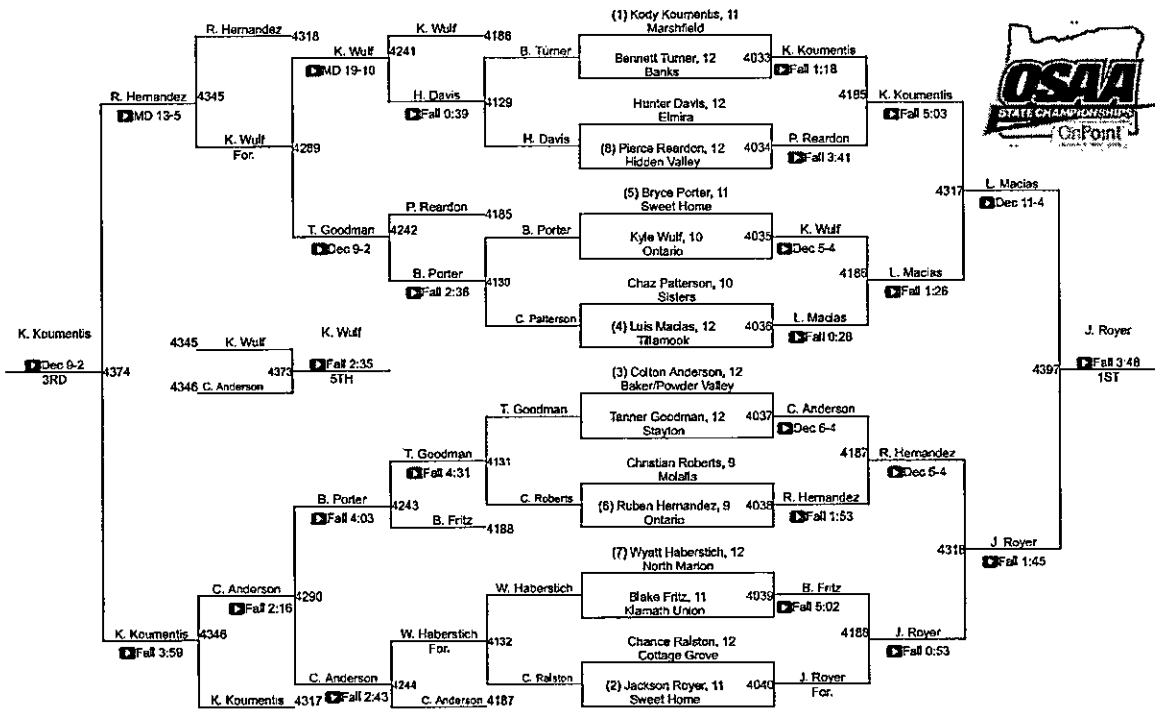 OSAA
STATE CHAMPIONSHIPS
OnPoint
R. Hernandez 4318
K. Wulf
MD 19-10
4241
K. Wulf 4186
H. Davis
Fall 0:39
4129
B. Turner
H. Davis
(1) Kody Koumentis, 11
Marshfield
Bennett Turner, 12
Banks
4033
K. Koumentis
Fall 1:18
Hunter Davis, 12
Elmira
(8) Pierce Reardon, 12
Hidden Valley
4034
P. Reardon
Fall 3:41
4185
K. Koumentis
Fall 5:03
R. Hernandez
MD 13-5
4345
K. Wulf
For.
4289
T. Goodman
Dec 9-2
4242
P. Reardon 4185
B. Porter
Fall 2:36
4130
B. Porter
C. Patterson
(5) Bryce Porter, 11
Sweet Home
Kyle Wulf, 10
Ontario
4035
K. Wulf
Dec 5-4
Chaz Patterson, 10
Sisters
(4) Luis Macias, 12
Tillamook
4036
L. Macias
Fall 0:28
4186
L. Macias
Fall 1:26
4317
L. Macias
Dec 11-4
K. Koumentis
Dec 9-2
3RD
4374
4345 K. Wulf
4346 C. Anderson
4373
K. Wulf
Fall 2:35
5TH
J. Royer
Fall 3:48
1ST
4397
T. Goodman
Fall 4:31
4131
T. Goodman
C. Roberts
(3) Colton Anderson, 12
Baker/Powder Valley
Tanner Goodman, 12
Stayton
4037
C. Anderson
Dec 6-4
Christian Roberts, 9
Molalla
(6) Ruben Hernandez, 9
Ontario
4038
R. Hernandez
Fall 1:53
4187
R. Hernandez
Dec 5-4
B. Porter
Fall 4:03
4243
B. Fritz 4188
4318
J. Royer
Fall 1:45
C. Anderson
Fall 2:16
4290
W. Haberstich
For.
4132
W. Haberstich
C. Ralston
(7) Wyatt Haberstich, 12
North Marion
Blake Fritz, 11
Klamath Union
4039
B. Fritz
Fall 5:02
Chance Ralston, 12
Cottage Grove
(2) Jackson Royer, 11
Sweet Home
4040
J. Royer
For.
4188
J. Royer
Fall 0:53
K. Koumentis
Fall 3:59
4346
K. Koumentis 4317
C. Anderson
Fall 2:43
4244
C. Anderson 4187